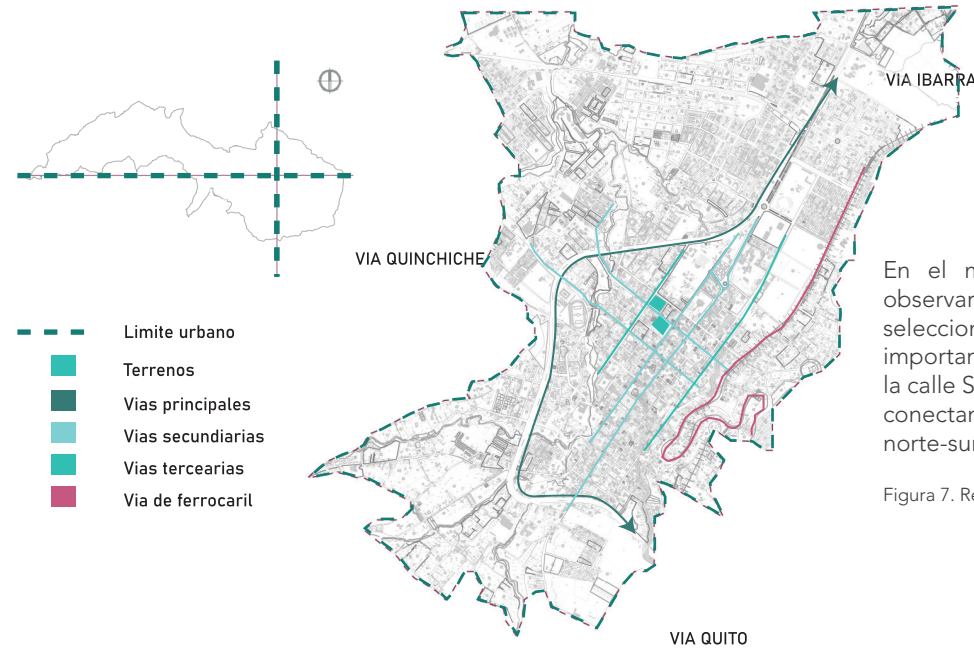 VIA IBARRA
VIA QUINCHICHE
VIA QUITO
Limite urbano
Terrenos
Vias principales
Vias secundiarias
Vias tercearias
Via de ferrocaril
En el m
observar
seleccion
importar
la calle S
conectar
norte-sur
Figura 7. Re